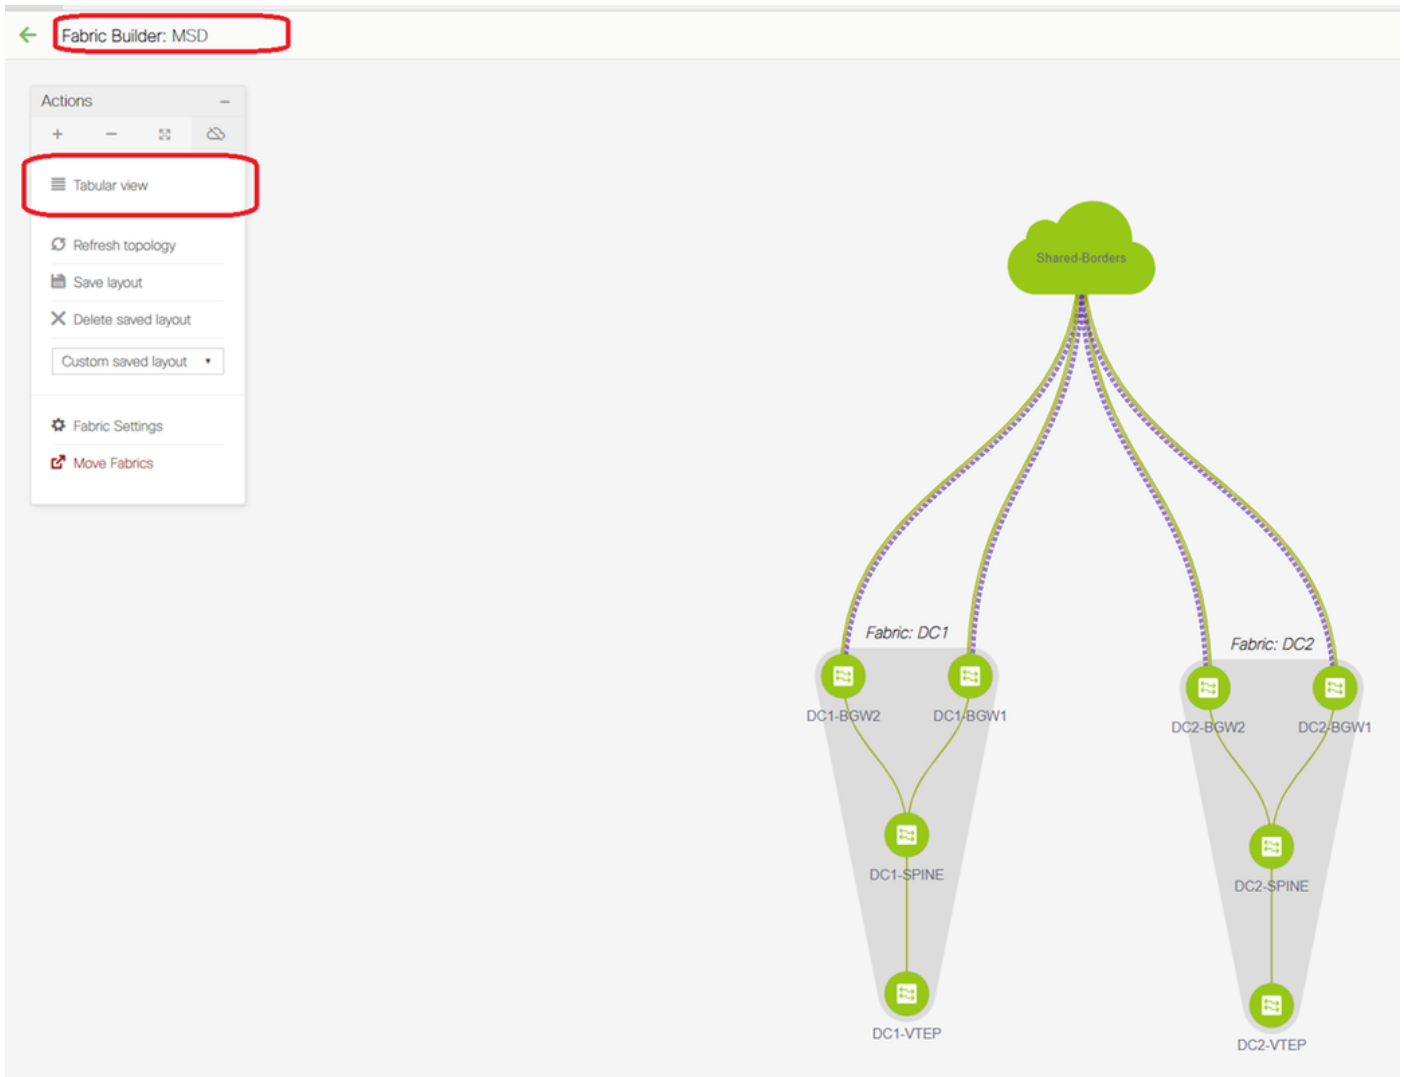 Fabric Builder: MSD
Actions
Tabular view
Refresh topology
Save layout
Delete saved layout
Custom saved layout
Fabric Settings
Move Fabrics
Shared-Borders
Fabric: DC1
Fabric: DC2
DC1-BGW2
DC1-BGW1
DC2-BGW2
DC2-BGW1
DC1-SPINE
DC2-SPINE
DC1-VTEP
DC2-VTEP